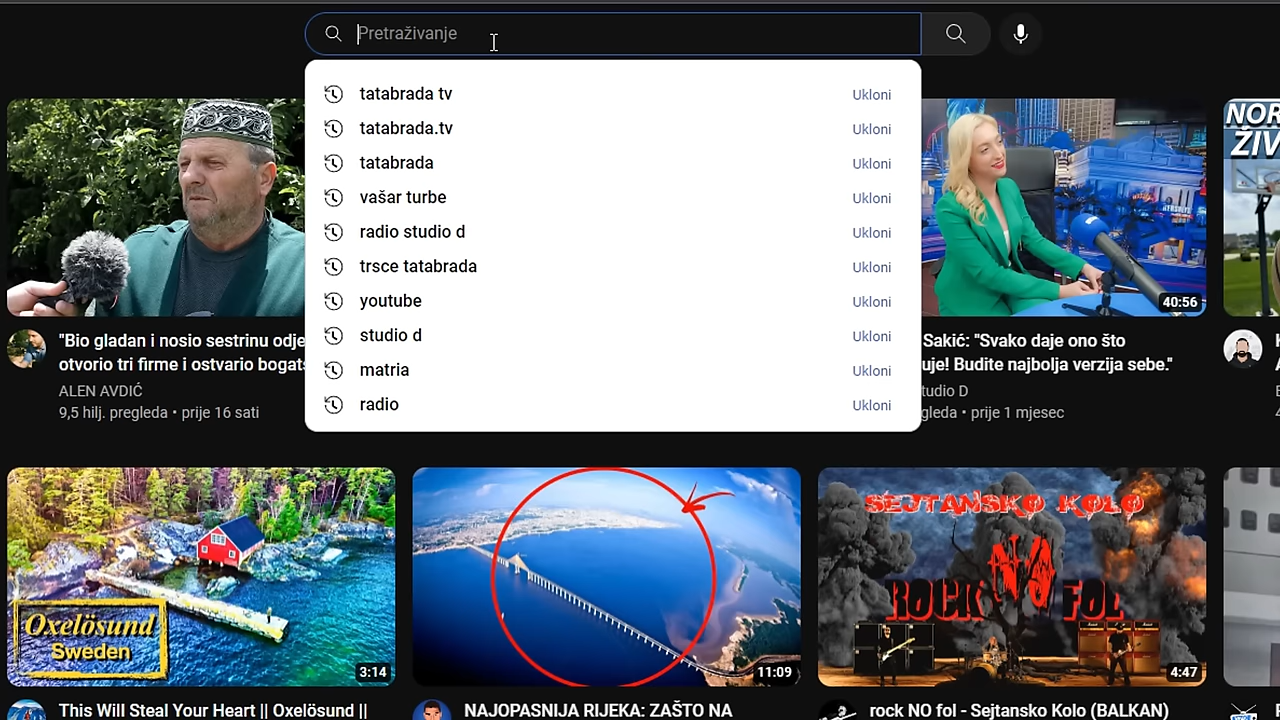 Pretraživanje
tatabrada tv Ukloni
tatabrada.tv Ukloni
tatabrada Ukloni
vašar turbe Ukloni
radio studio d Ukloni
trsce tatabrada Ukloni
youtube Ukloni
studio d Ukloni
matria Ukloni
radio Ukloni
"Bio gladan i nosio sestrinu odje
otvorio tri firme i ostvario bogats
ALEN AVDIĆ
9,5 hilj. pregleda • prije 16 sati
40:56
Sakić: "Svako daje ono što
uje! Budite najbolja verzija sebe."
tudio D
gleda • prije 1 mjesec
NOR
ŽIV
Oxelösund
Sweden
3:14
11:09
SEJTANSKO KOLO
ROCK NO FOL
4:47
This Will Steal Your Heart || Oxelösund ||
NAJOPASNIJA RIJEKA: ZAŠTO NA
rock NO fol - Sejtansko Kolo (BALKAN)